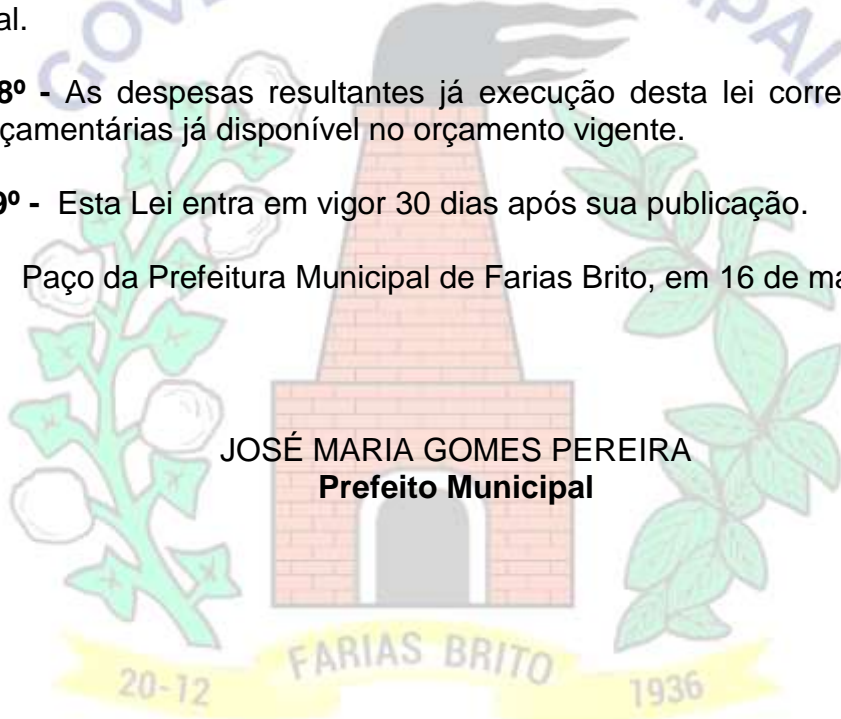 al.
8º - As despesas resultantes já execução desta lei corre
çamentárias já disponível no orçamento vigente.
9º - Esta Lei entra em vigor 30 dias após sua publicação.
Paço da Prefeitura Municipal de Farias Brito, em 16 de ma
JOSÉ MARIA GOMES PEREIRA
Prefeito Municipal
FARIAS BRITO
20-12
1936